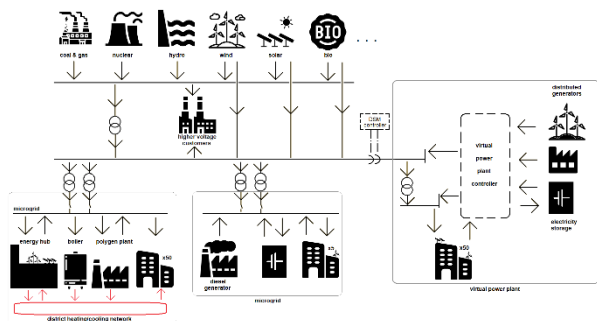 coal & gas
nuclear
hydro
wind
solar
bio
BIO
...
higher voltage
customers
DSM
controller
distributed
generators
virtual
power
plant
controller
electricity
storage
x50
virtual power plant
microgrid
energy hub
boiler
polygen plant
x50
district heating/cooling network
diesel
generator
x5
microgrid